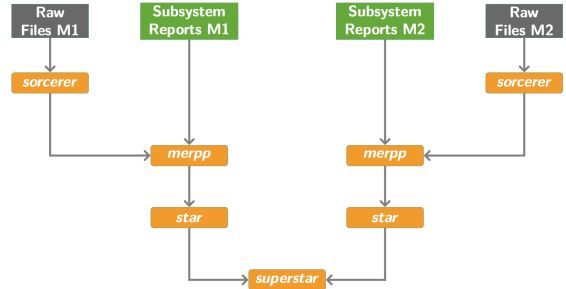 Raw
Files M1
Subsystem
Reports M1
Subsystem
Reports M2
Raw
Files M2
sorcerer
sorcerer
merpp
merpp
star
star
superstar